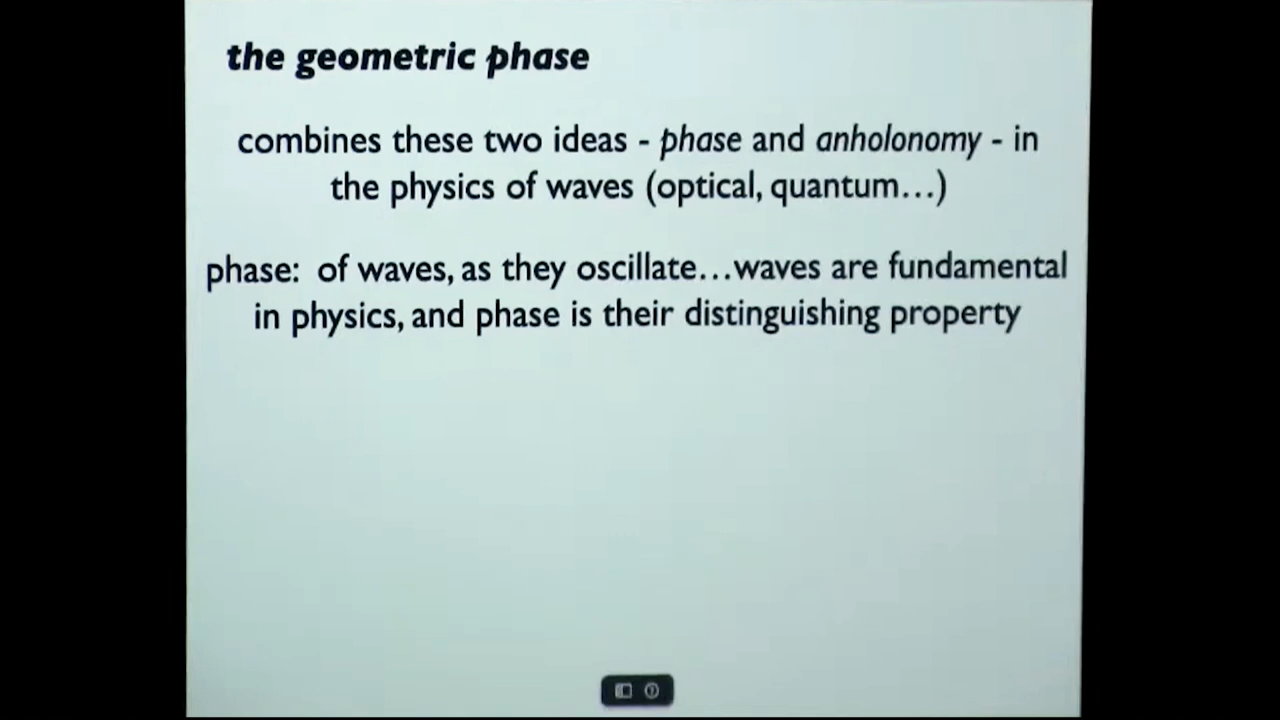 the geometric phase
combines these two ideas - phase and anholonomy - in
the physics of waves (optical, quantum…)
phase: of waves, as they oscillate…waves are fundamental
in physics, and phase is their distinguishing property